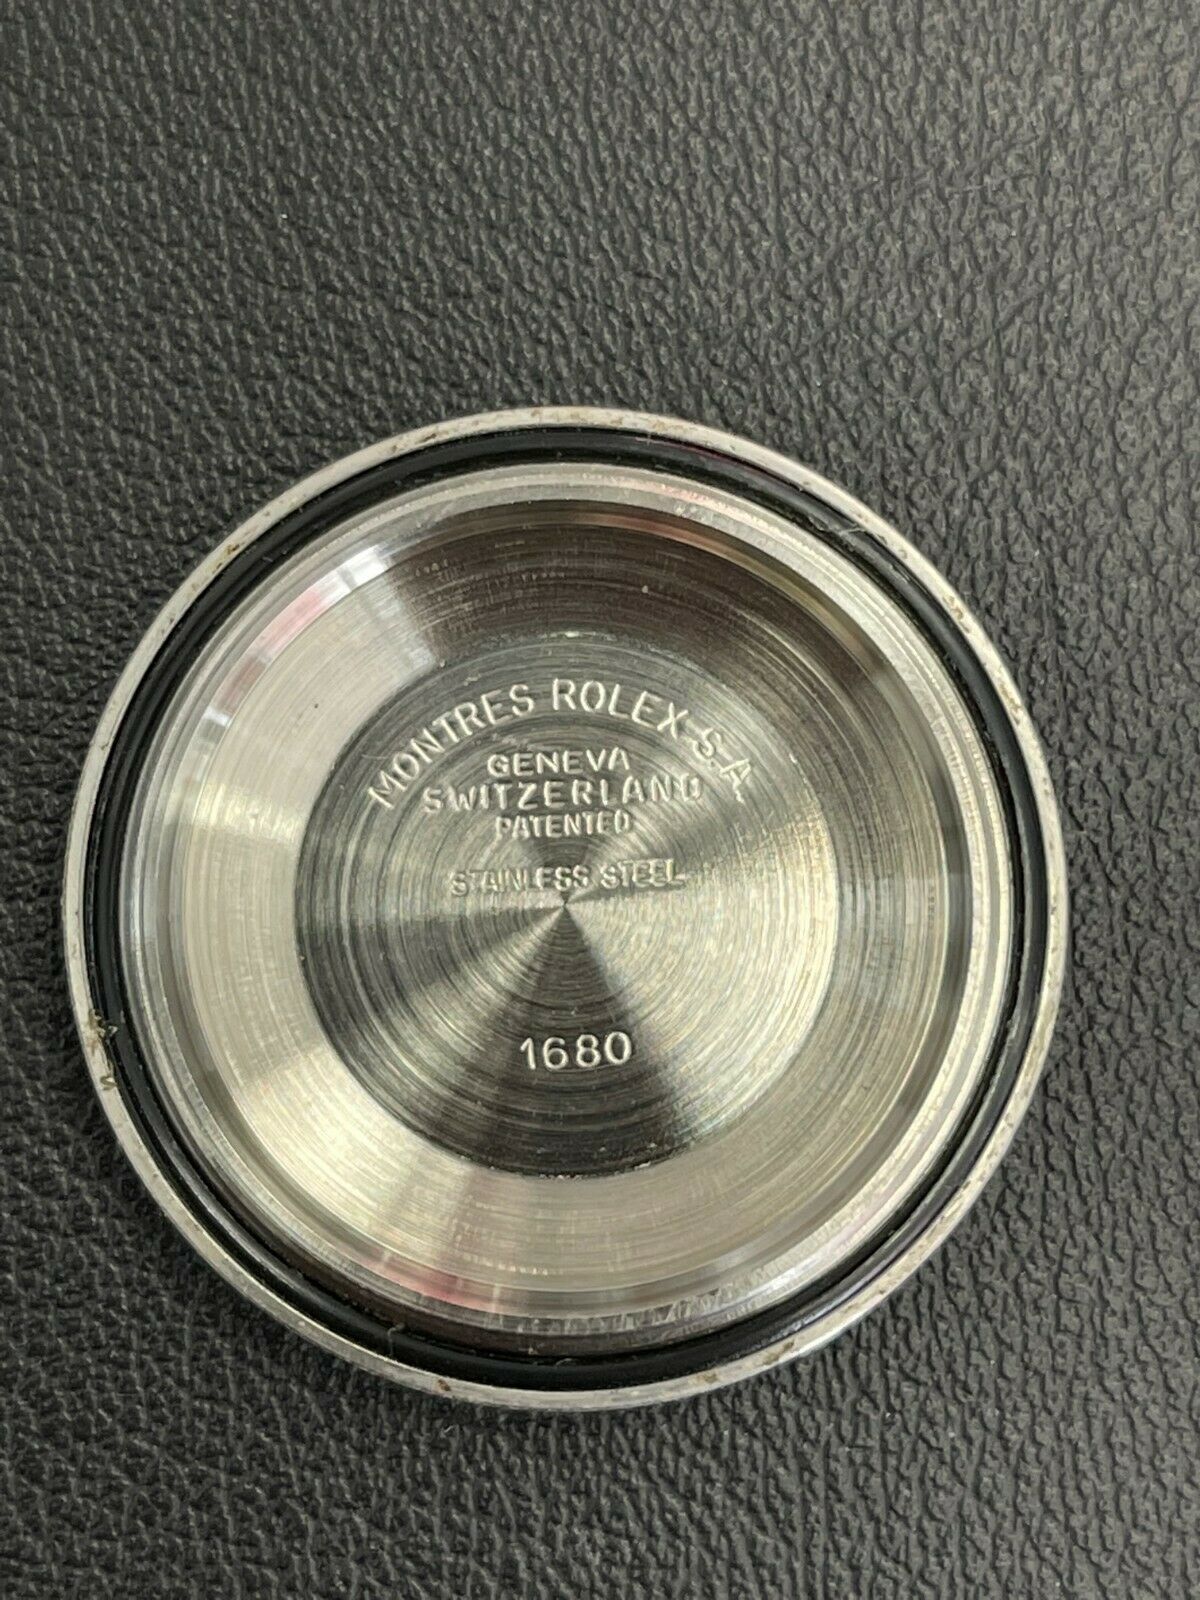 MONTRES ROLEX S.A.
GENEVA
SWITZERLAND
PATENTED
STAINLESS STEEL
1680